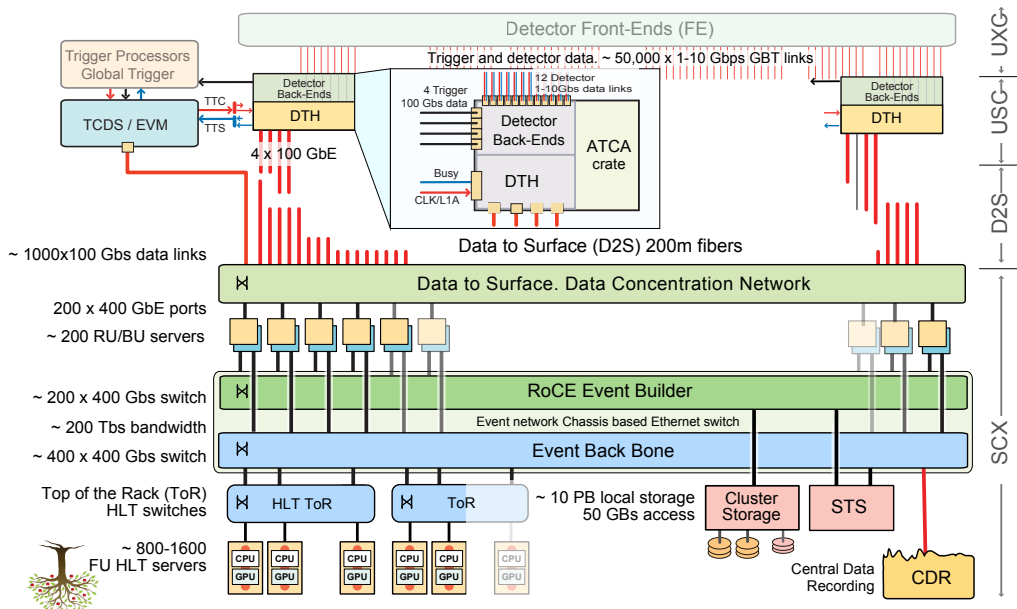 Detector Front-Ends (FE)
UXC
Trigger Processors
Global Trigger
Trigger and detector data. ~ 50,000 x 1-10 Gbps GBT links
Detector
Back-Ends
DTH
TTC
TTS
TCDS / EVM
4 x 100 GbE
4 Trigger
100 Gbs data
12 Detector
1-10Gbs data links
Detector
Back-Ends
DTH
ATCA
crate
Busy
CLK/L1A
Detector
Back-Ends
DTH
USC
D2S
Data to Surface (D2S) 200m fibers
~ 1000x100 Gbs data links
Data to Surface. Data Concentration Network
200 x 400 GbE ports
~ 200 RU/BU servers
RoCE Event Builder
~ 200 x 400 Gbs switch
Event network Chassis based Ethernet switch
~ 200 Tbs bandwidth
Event Back Bone
~ 400 x 400 Gbs switch
SCX
Top of the Rack (ToR)
HLT switches
HLT ToR
ToR
~ 10 PB local storage
50 GBs access
Cluster
Storage
STS
~ 800-1600
FU HLT servers
CPU
GPU
CPU
GPU
CPU
GPU
CPU
GPU
CPU
GPU
CPU
GPU
Central Data
Recording
CDR